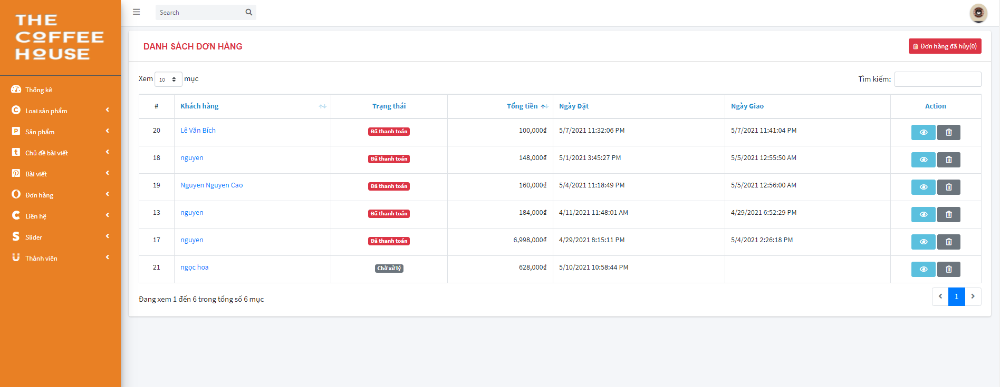 THE
COFFEE
HOUSE
Search
Thống kê
Loại sản phẩm
Sản phẩm
Chủ đề bài viết
Bài viết
Đơn hàng
Liên hệ
Slider
Thành viên
DANH SÁCH ĐƠN HÀNG
Đơn hàng đã hủy(0)
Xem 10 mục
Tìm kiếm:
# Khách hàng Trạng thái Tổng tiền Ngày Đặt Ngày Giao Action
20 Lê Văn Bích Đã thanh toán 100,000₫ 5/7/2021 11:32:06 PM 5/7/2021 11:41:04 PM
18 nguyen Đã thanh toán 148,000₫ 5/1/2021 3:45:27 PM 5/5/2021 12:55:50 AM
19 Nguyen Nguyen Cao Đã thanh toán 160,000₫ 5/4/2021 11:18:49 PM 5/5/2021 12:56:00 AM
13 nguyen Đã thanh toán 184,000₫ 4/11/2021 11:48:01 AM 4/29/2021 6:52:29 PM
17 nguyen Đã thanh toán 6,998,000₫ 4/29/2021 8:15:11 PM 5/4/2021 2:26:18 PM
21 ngọc hoa Chờ xử lý 628,000₫ 5/10/2021 10:58:44 PM
Đang xem 1 đến 6 trong tổng số 6 mục
1